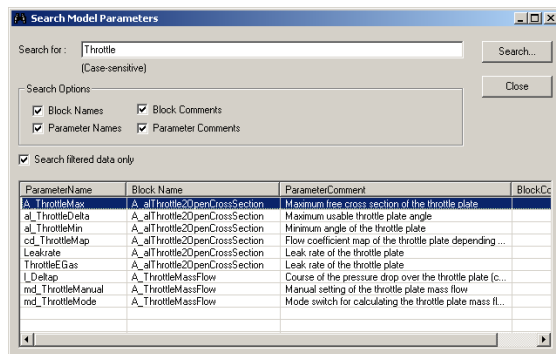 Search Model Parameters
Search for : Throttle Search...
(Case-sensitive)
Search Options Close
Block Names Block Comments
Parameter Names Parameter Comments
Search filtered data only
ParameterName Block Name ParameterComment BlockCo
A_ThrottleMax A_alThrottle2OpenCrossSection Maximum free cross section of the throttle plate
al_ThrottleDelta A_alThrottle2OpenCrossSection Maximum usable throttle plate angle
al_ThrottleMin A_alThrottle2OpenCrossSection Minimum angle of the throttle plate
cd_ThrottleMap A_alThrottle2OpenCrossSection Flow coefficient map of the throttle plate depending ...
Leakrate A_alThrottle2OpenCrossSection Leak rate of the throttle plate
ThrottleEGas A_alThrottle2OpenCrossSection Leak rate of the throttle plate
I_Deltap A_ThrottleMassFlow Course of the pressure drop over the throttle plate (c...
md_ThrottleManual A_ThrottleMassFlow Manual setting of the throttle plate mass flow
md_ThrottleMode A_ThrottleMassFlow Mode switch for calculating the throttle plate mass fl...